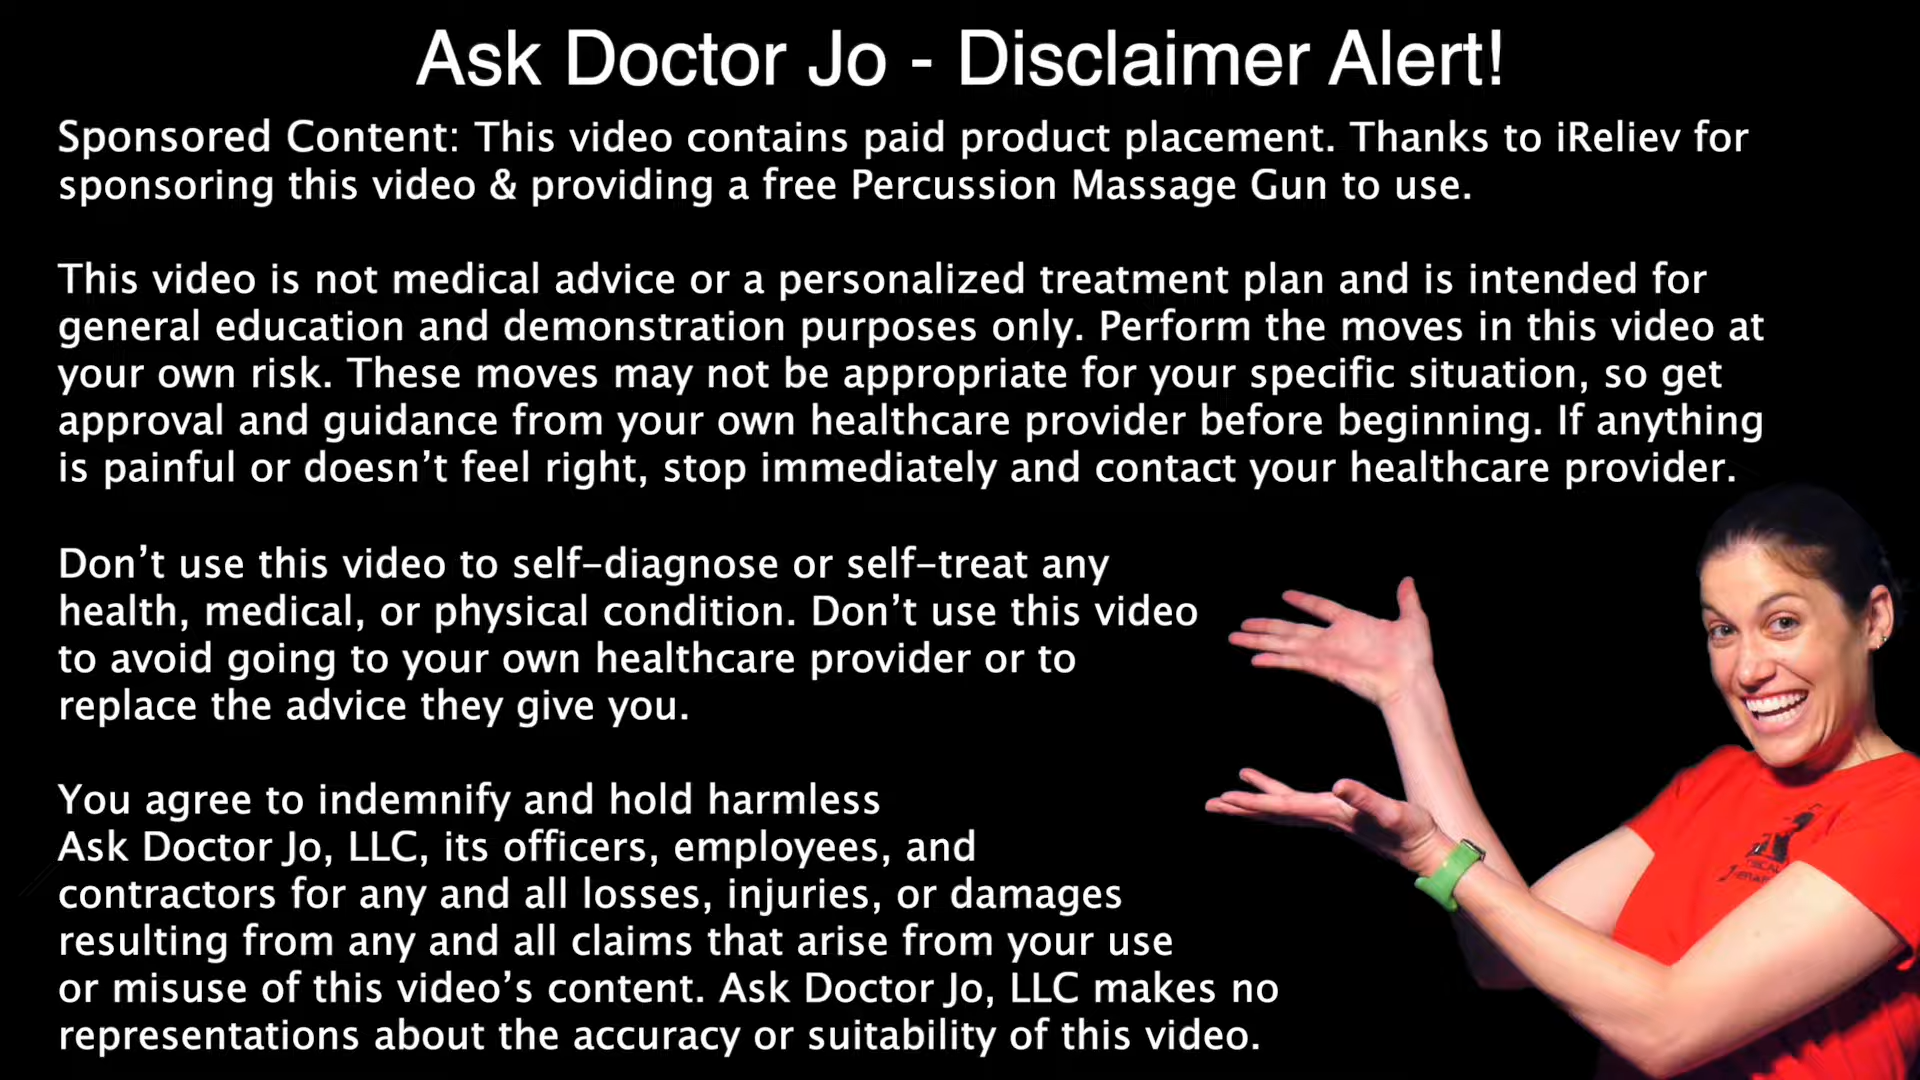 Ask Doctor Jo - Disclaimer Alert!
Sponsored Content: This video contains paid product placement. Thanks to iReliev for
sponsoring this video & providing a free Percussion Massage Gun to use.
This video is not medical advice or a personalized treatment plan and is intended for
general education and demonstration purposes only. Perform the moves in this video at
your own risk. These moves may not be appropriate for your specific situation, so get
approval and guidance from your own healthcare provider before beginning. If anything
is painful or doesn’t feel right, stop immediately and contact your healthcare provider.
Don’t use this video to self–diagnose or self–treat any
health, medical, or physical condition. Don’t use this video
to avoid going to your own healthcare provider or to
replace the advice they give you.
You agree to indemnify and hold harmless
Ask Doctor Jo, LLC, its officers, employees, and
contractors for any and all losses, injuries, or damages
resulting from any and all claims that arise from your use
or misuse of this video’s content. Ask Doctor Jo, LLC makes no
representations about the accuracy or suitability of this video.